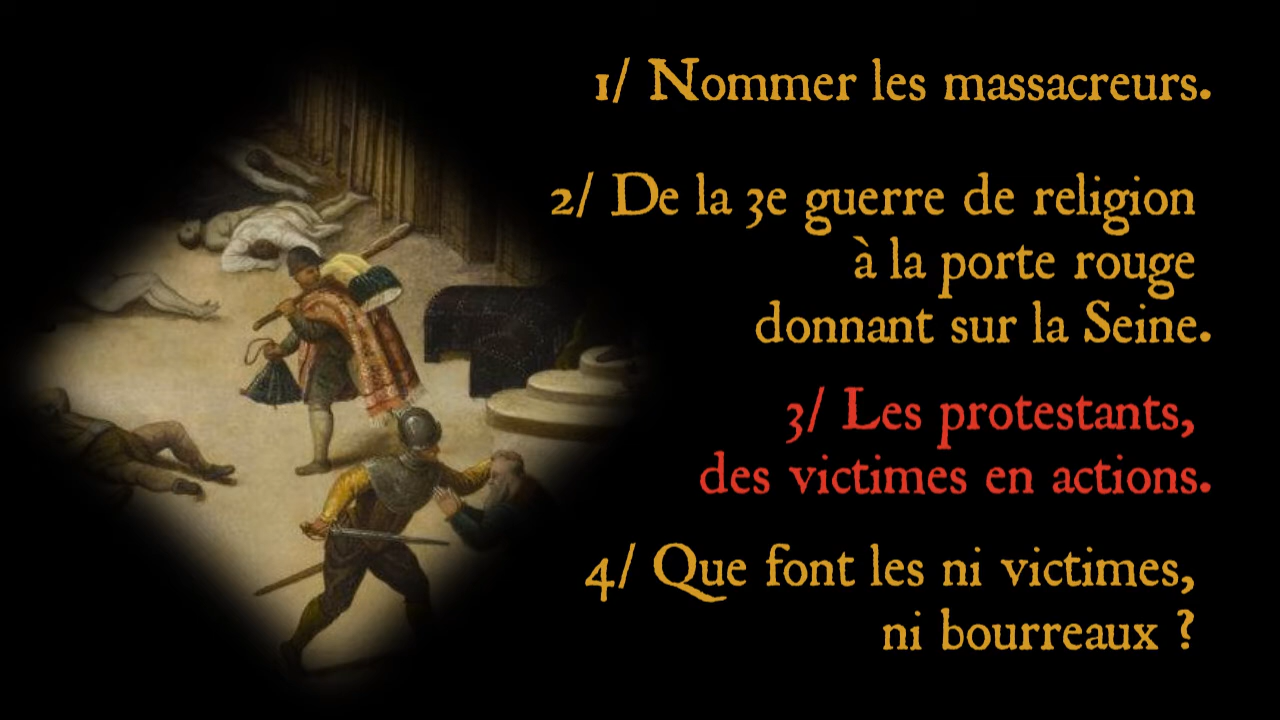 1/ Nommer les massacreurs.
2/ De la 3e guerre de religion
à la porte rouge
donnant sur la Seine.
3/ Les protestants,
des victimes en actions.
4/ Que font les ni victimes,
ni bourreaux ?